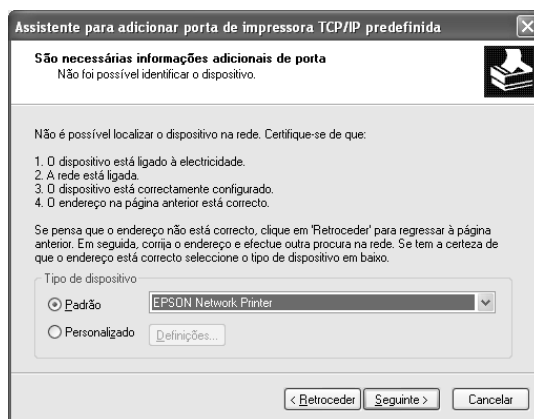 Assistente para adicionar porta de impressora TCP/IP predefinida
São necessárias informações adicionais de porta
Não foi possível identificar o dispositivo.
Não é possível localizar o dispositivo na rede. Certifique-se de que:
1. O dispositivo está ligado à electricidade.
2. A rede está ligada.
3. O dispositivo está correctamente configurado.
4. O endereço na página anterior está correcto.
Se pensa que o endereço não está correcto, clique em 'Retroceder' para regressar à página
anterior. Em seguida, corrija o endereço e efectue outra procura na rede. Se tem a certeza de
que o endereço está correcto seleccione o tipo de dispositivo em baixo.
Tipo de dispositivo
Padrão
EPSON Network Printer
Personalizado
Definições...
< Retroceder
Seguinte >
Cancelar